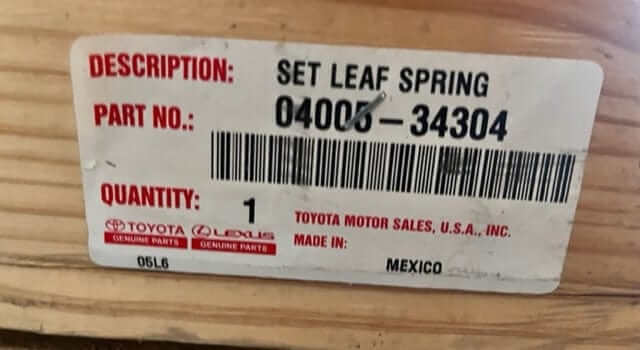 DESCRIPTION: SET LEAF SPRING
PART NO.: 04005-34304
QUANTITY: 1
TOYOTA LEXUS TOYOTA MOTOR SALES, U.S.A., INC.
GENUINE PARTS GENUINE PARTS MADE IN:
05L6 MEXICO